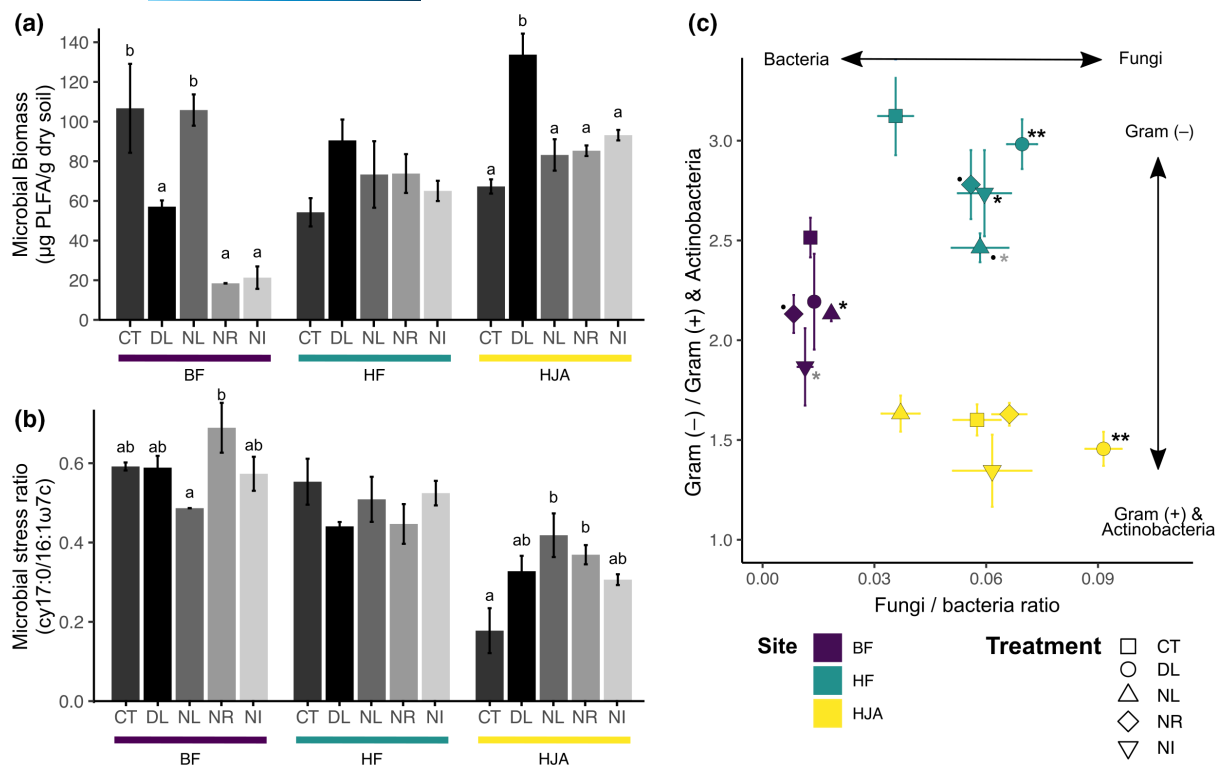 (a)
Microbial Biomass
(µg PLFA/g dry soil)
140
120
100
80
60
40
20
0
b
a
b
a
a
a
b
a
a
a
CT DL NL NR NI
CT DL NL NR NI
CT DL NL NR NI
BF
HF
HJA
(b)
Microbial stress ratio
(cy17:0/16:1ω7c)
0.6
0.4
0.2
0.0
ab
ab
a
b
ab
a
ab
b
b
ab
CT DL NL NR NI
CT DL NL NR NI
CT DL NL NR NI
BF
HF
HJA
(c)
Bacteria
Fungi
Gram (–)
Gram (+) &
Actinobacteria
Gram (–) / Gram (+) & Actinobacteria
3.0
2.5
2.0
1.5
1.0
**
•
*
• *
•
*
*
**
0.00
0.03
0.06
0.09
Fungi / bacteria ratio
Site
BF
HF
HJA
Treatment
CT
DL
NL
NR
NI